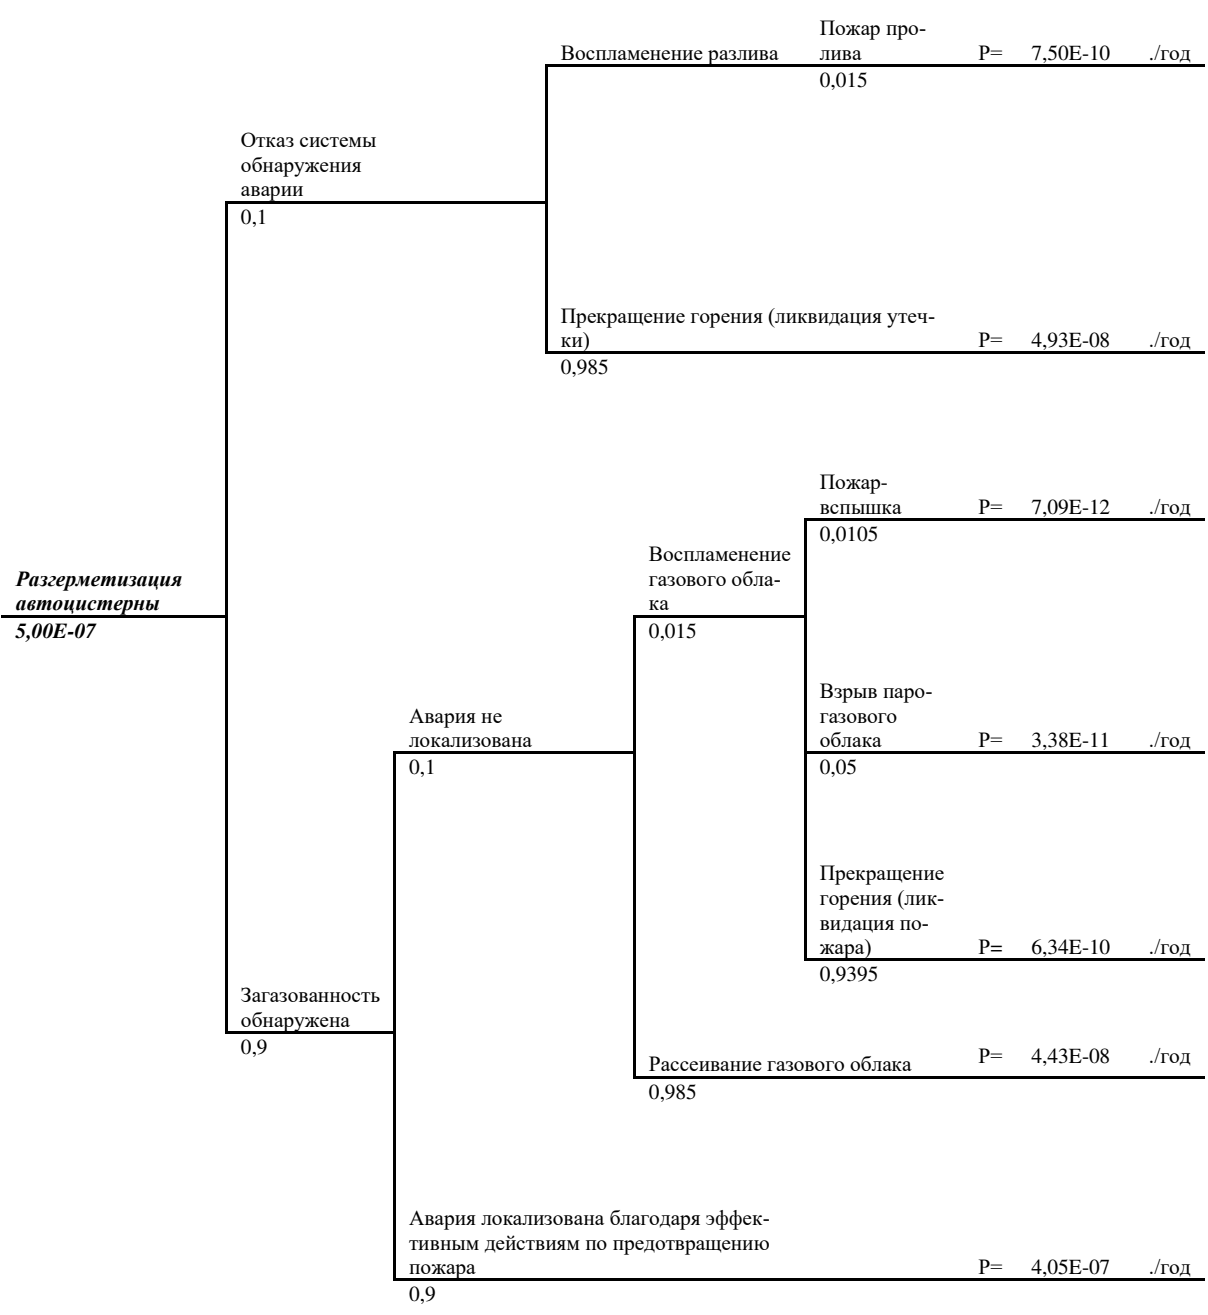 Пожар про-
Воспламенение разлива лива P= 7,50E-10 ./год
0,015
Отказ системы
обнаружения
аварии
0,1
Прекращение горения (ликвидация утеч-
ки) P= 4,93E-08 ./год
0,985
Пожар-
вспышка P= 7,09E-12 ./год
0,0105
Воспламенение
газового обла-
ка
0,015
Разгерметизация
автоцистерны
5,00E-07
Взрыв паро-
газового
облака P= 3,38E-11 ./год
0,05
Авария не
локализована
0,1
Прекращение
горения (лик-
видация по-
жара) P= 6,34E-10 ./год
0,9395
Загазованность
обнаружена
0,9
Рассеивание газового облака P= 4,43E-08 ./год
0,985
Авария локализована благодаря эффек-
тивным действиям по предотвращению
пожара P= 4,05E-07 ./год
0,9